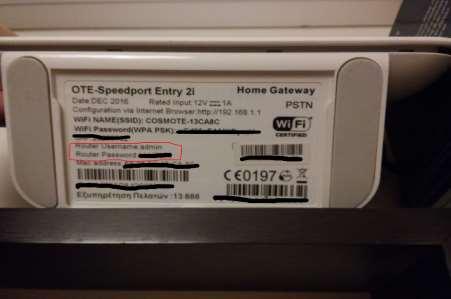 OTE-Speedport Entry 2i Home Gateway
Date:DEC 2016 Rated Input:12V 1A PSTN
Configuration via Internet Browser:http://192.168.1.1
WiFi NAME(SSID): COSMOTE-13CA8C
WiFi Password(WPA PSK):
WiFi CERTIFIED
Router Username:admin
Router Password:
Mac address:
CE0197
Εξυπηρέτηση Πελατών:13 888